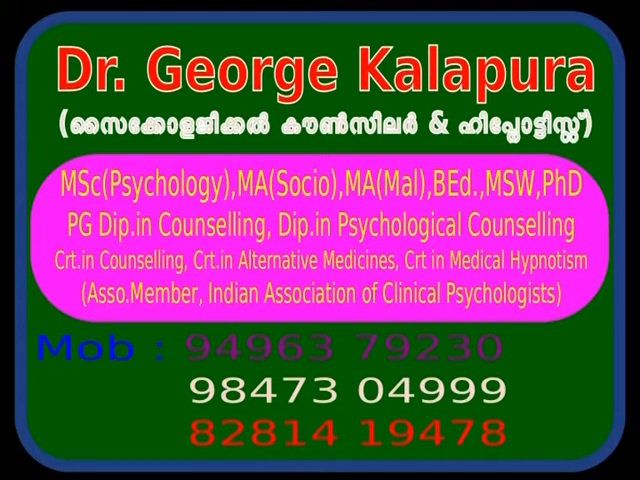 Dr. George Kalapura
(സൈക്കോളജിക്കൽ കൗൺസിലർ & ഹിപ്നോട്ടിസ്റ്റ്)
MSc(Psychology),MA(Socio),MA(Mal),BEd.,MSW,PhD
PG Dip.in Counselling, Dip.in Psychological Counselling
Crt.in Counselling, Crt.in Alternative Medicines, Crt in Medical Hypnotism
(Asso.Member, Indian Association of Clinical Psychologists)
Mob : 94963 79230
98473 04999
82814 19478